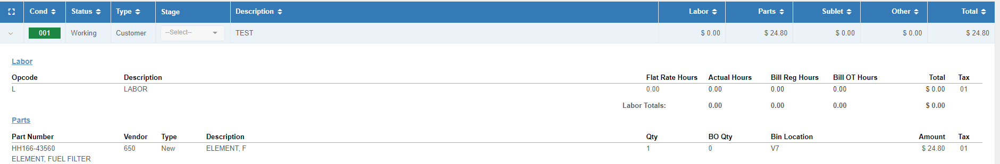 Cond Status Type Stage Description Labor Parts Sublet Other Total
001 Working Customer --Select-- TEST $ 0.00 $ 24.80 $ 0.00 $ 0.00 $ 24.80
Labor
Opcode Description Flat Rate Hours Actual Hours Bill Reg Hours Bill OT Hours Total Tax
L LABOR 0.00 0.00 0.00 0.00 $ 0.00 01
Labor Totals: 0.00 0.00 0.00 $ 0.00
Parts
Part Number Vendor Type Description Qty BO Qty Bin Location Amount Tax
HH166-43560 650 New ELEMENT, F 1 0 V7 $ 24.80 01
ELEMENT, FUEL FILTER